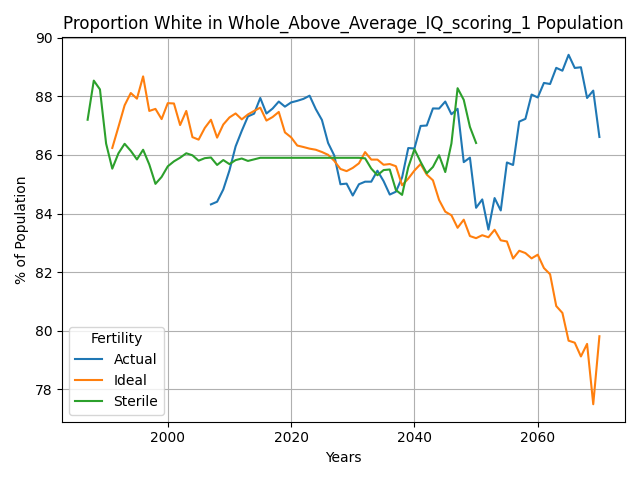 Proportion White in Whole_Above_Average_IQ_scoring_1 Population
% of Population
90
88
86
84
82
80
78
Fertility
Actual
Ideal
Sterile
2000
2020
2040
2060
Years